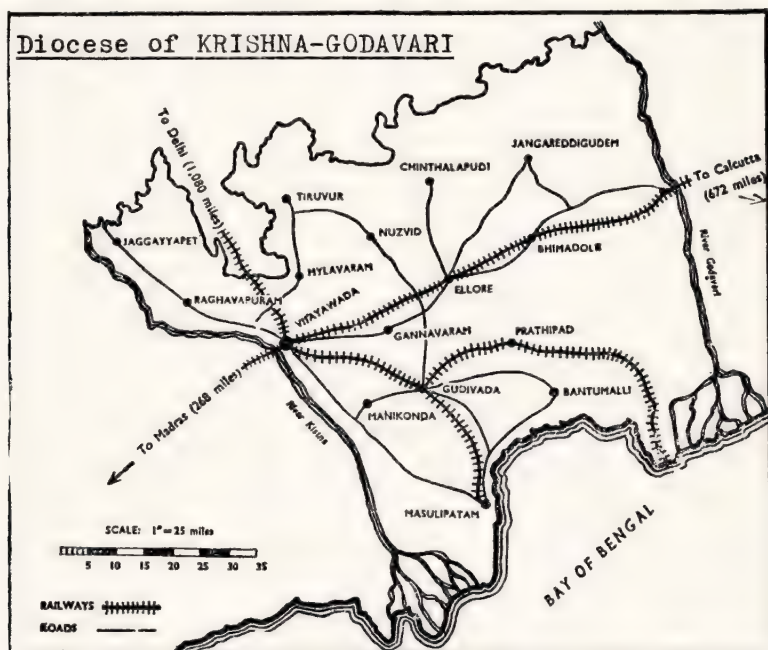 Diocese of KRISHNA-GODAVARI
To Delhi (1,080 miles)
JANGAREDDIGUDEM
CHINTHALAPUDI
To Calcutta
(672 miles)
TIRUVUR
NUZVID
JAGGAYYAPET
BHIMADOLE
River Godavari
MYLAVARAM
ELLORE
RAGHAVAPURAM
VIJAYAWADA
GANNAVARAM
PRATHIPAD
GUDIVADA
BANTUMALLI
MANIKONDA
To Madras (268 miles)
River Kistna
MASULIPATAM
SCALE: 1"=25 miles
5 10 15 20 25 30 35
BAY OF BENGAL
RAILWAYS
ROADS